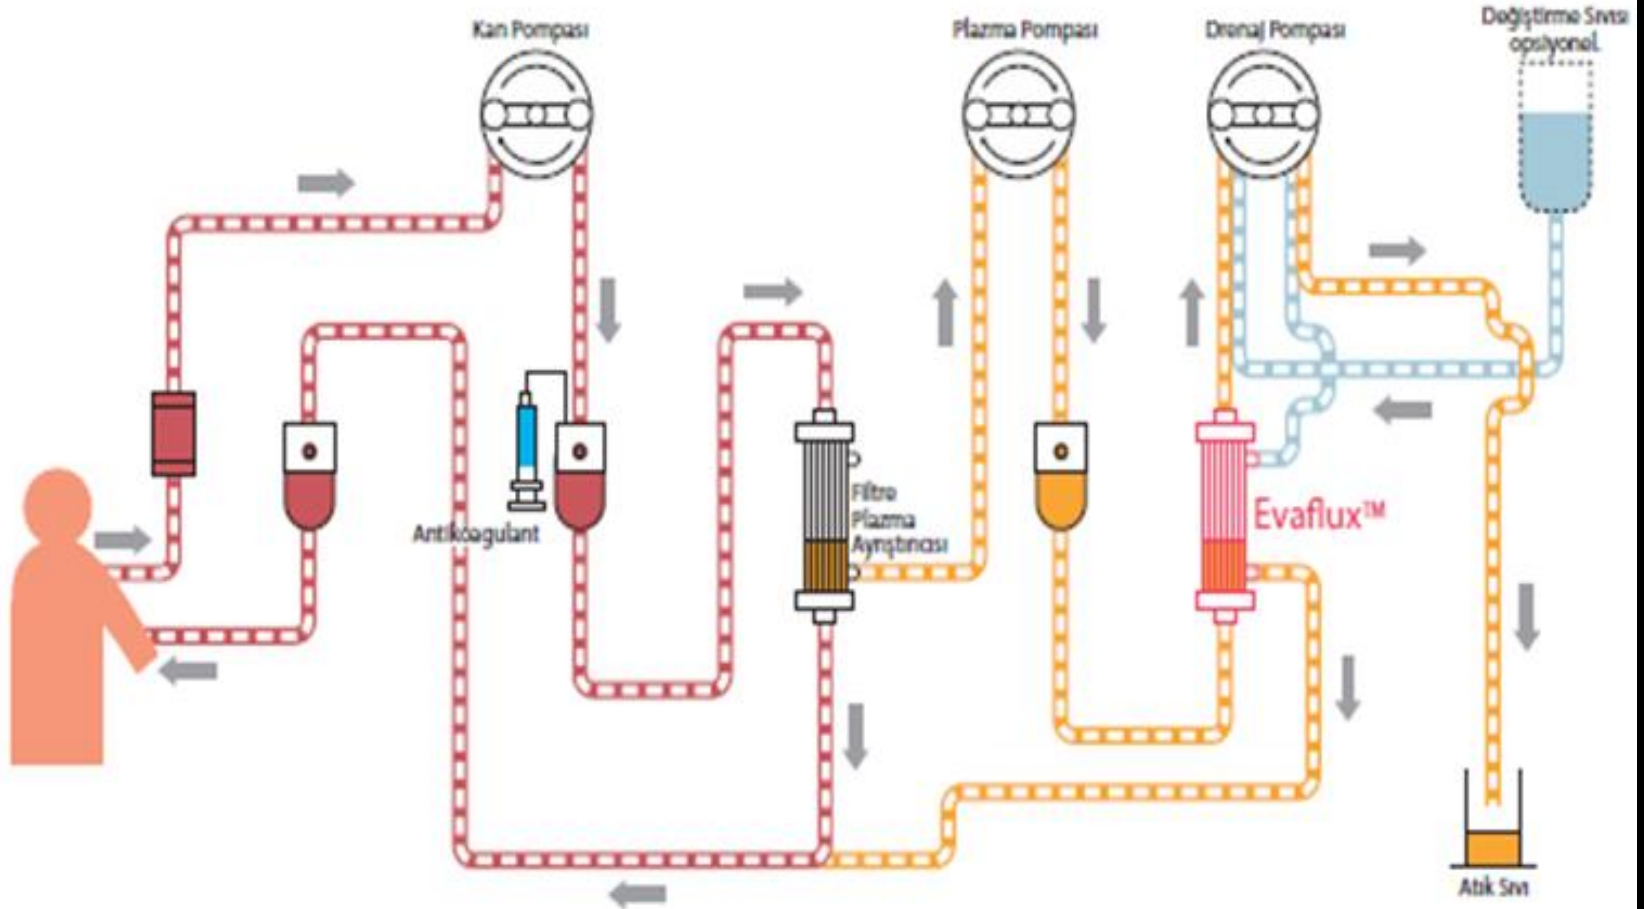 Kan Pompası
Plazma Pompası
Drenaj Pompası
Değiştirme Sıvısı
opsiyonel
Antikoagulant
Filtre
Plazma
Ayrıştırıcısı
Evaflux™
Atık Sıvı